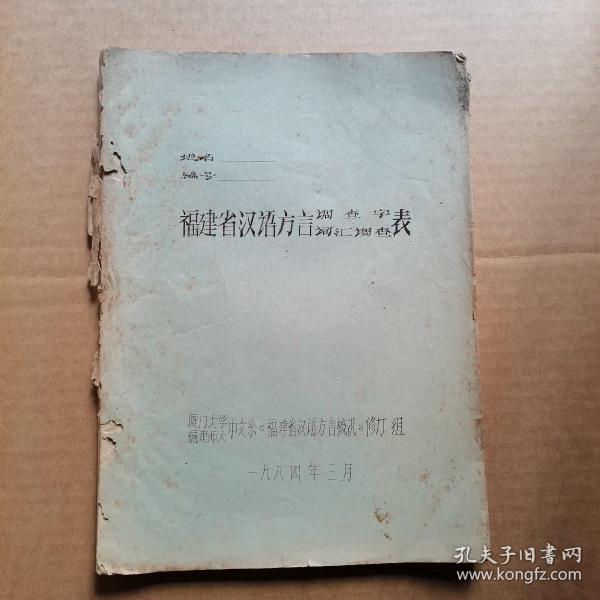 地名
编号
福建省汉语方言调查字词汇调查表
厦门大学福建师大中文系《福建省汉语方言概况》修订组
一九八四年三月
孔夫子旧书网
www.kongfz.com